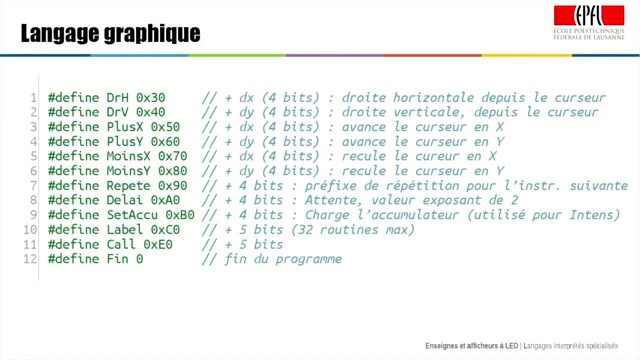 Langage graphique
EPFL
ECOLE POLYTECHNIQUE
FÉDÉRALE DE LAUSANNE
1 #define DrH 0x30 // + dx (4 bits) : droite horizontale depuis le curseur
2 #define DrV 0x40 // + dy (4 bits) : droite verticale, depuis le curseur
3 #define PlusX 0x50 // + dx (4 bits) : avance le curseur en X
4 #define PlusY 0x60 // + dy (4 bits) : avance le curseur en Y
5 #define MoinsX 0x70 // + dx (4 bits) : recule le cureur en X
6 #define MoinsY 0x80 // + dy (4 bits) : recule le curseur en Y
7 #define Repete 0x90 // + 4 bits : préfixe de répétition pour l'instr. suivante
8 #define Delai 0xA0 // + 4 bits : Attente, valeur exposant de 2
9 #define SetAccu 0xB0 // + 4 bits : Charge l'accumulateur (utilisé pour Intens)
10 #define Label 0xC0 // + 5 bits (32 routines max)
11 #define Call 0xE0 // + 5 bits
12 #define Fin 0 // fin du programme
Enseignes et afficheurs à LED | Langages interprétés spécialisés